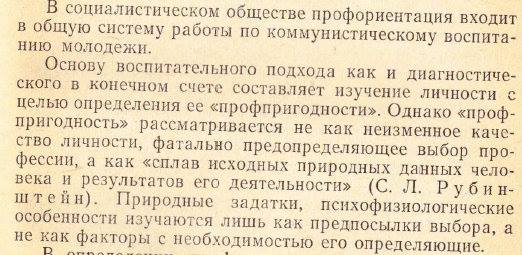 В социалистическом обществе профориентация входит
в общую систему работы по коммунистическому воспита-
нию молодежи.
Основу воспитательного подхода как и диагностиче-
ского в конечном счете составляет изучение личности с
целью определения ее «профпригодности». Однако «проф-
пригодность» рассматривается не как неизменное каче-
ство личности, фатально предопределяющее выбор про-
фессии, а как «сплав исходных природных данных чело-
века и результатов его деятельности» (С. Л. Рубин-
штейн). Природные задатки, психофизиологические
особенности изучаются лишь как предпосылки выбора, а
не как факторы с необходимостью его определяющие.